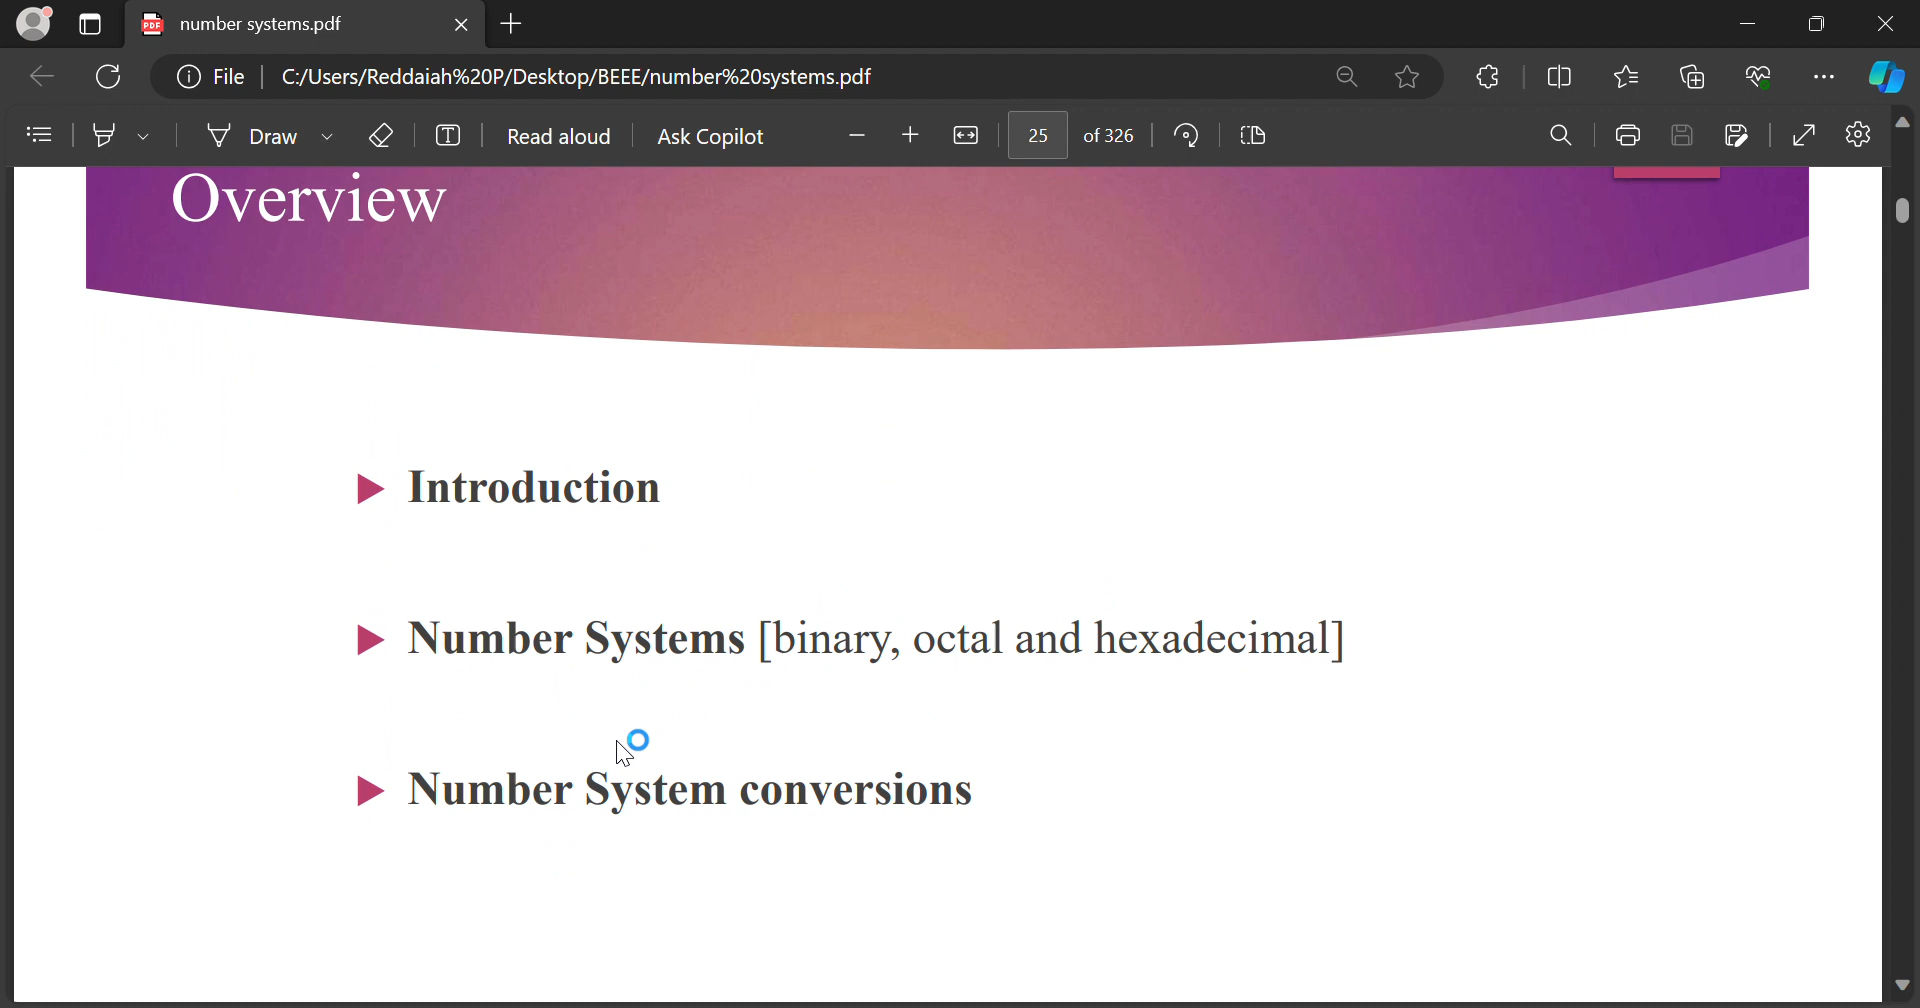 number systems.pdf
File
C:/Users/Reddaiah%20P/Desktop/BEEE/number%20systems.pdf
Draw
Read aloud
Ask Copilot
25 of 326
Overview
Introduction
Number Systems [binary, octal and hexadecimal]
Number System conversions